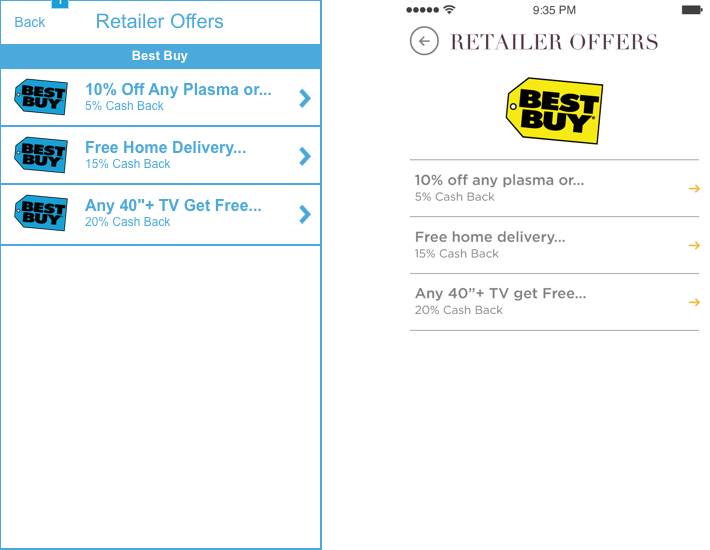 1
Back
Retailer Offers
Best Buy
BEST
BUY
10% Off Any Plasma or...
5% Cash Back
BEST
BUY
Free Home Delivery...
15% Cash Back
BEST
BUY
Any 40"+ TV Get Free...
20% Cash Back
9:35 PM
RETAILER OFFERS
BEST
BUY
10% off any plasma or...
5% Cash Back
Free home delivery...
15% Cash Back
Any 40”+ TV get Free...
20% Cash Back